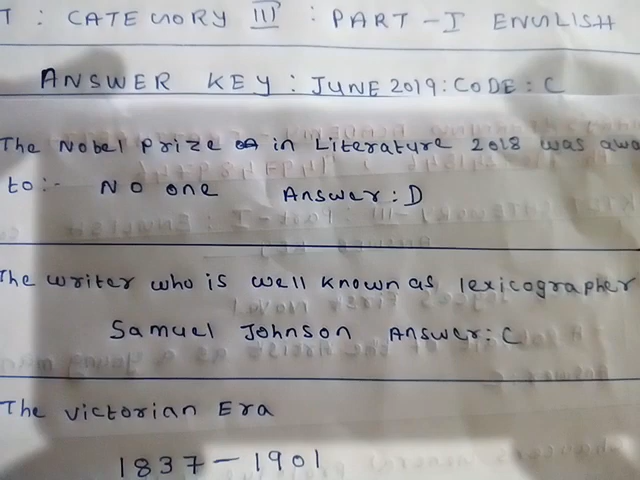 T : CATEGORY III : PART-I ENGLISH
ANSWER KEY : JUNE 2019 : CODE : C
The Nobel Prize in Literature 2018 was awa
to :- No one Answer : D
The writer who is well known as lexicographer
Samuel Johnson Answer : C
The Victorian Era
1837 - 1901